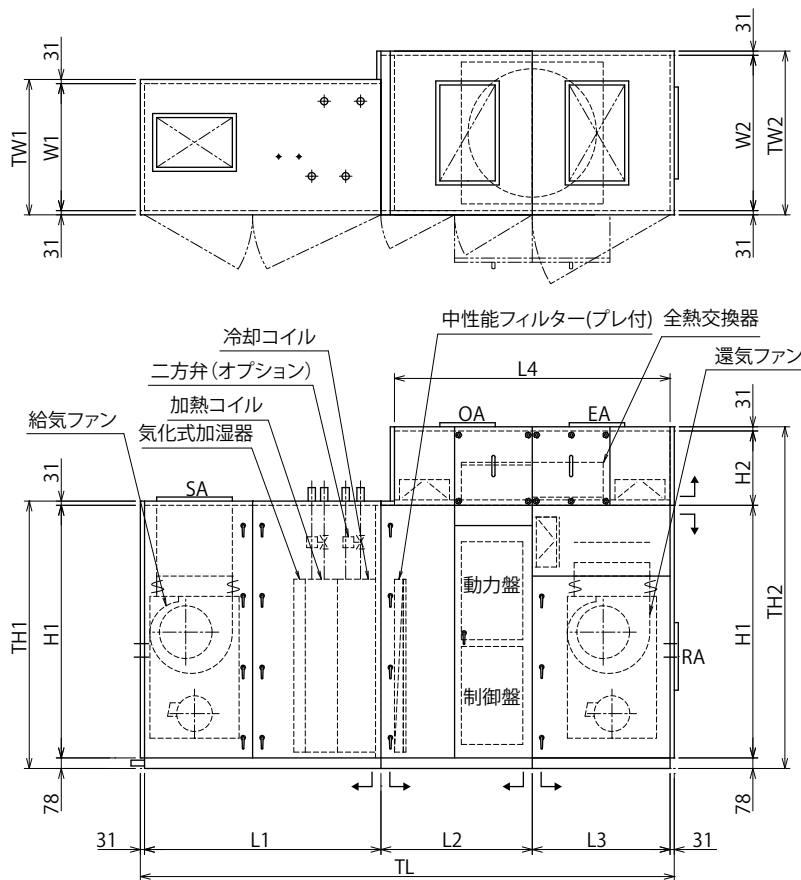 31
TW1
W1
31
31
W2
TW2
31
冷却コイル
二方弁(オプション)
加熱コイル
気化式加湿器
給気ファン
中性能フィルター(プレ付)
全熱交換器
還気ファン
L4
OA
EA
SA
31
H2
31
TH1
H1
動力盤
制御盤
RA
H1
TH2
78
78
31
L1
L2
L3
31
TL